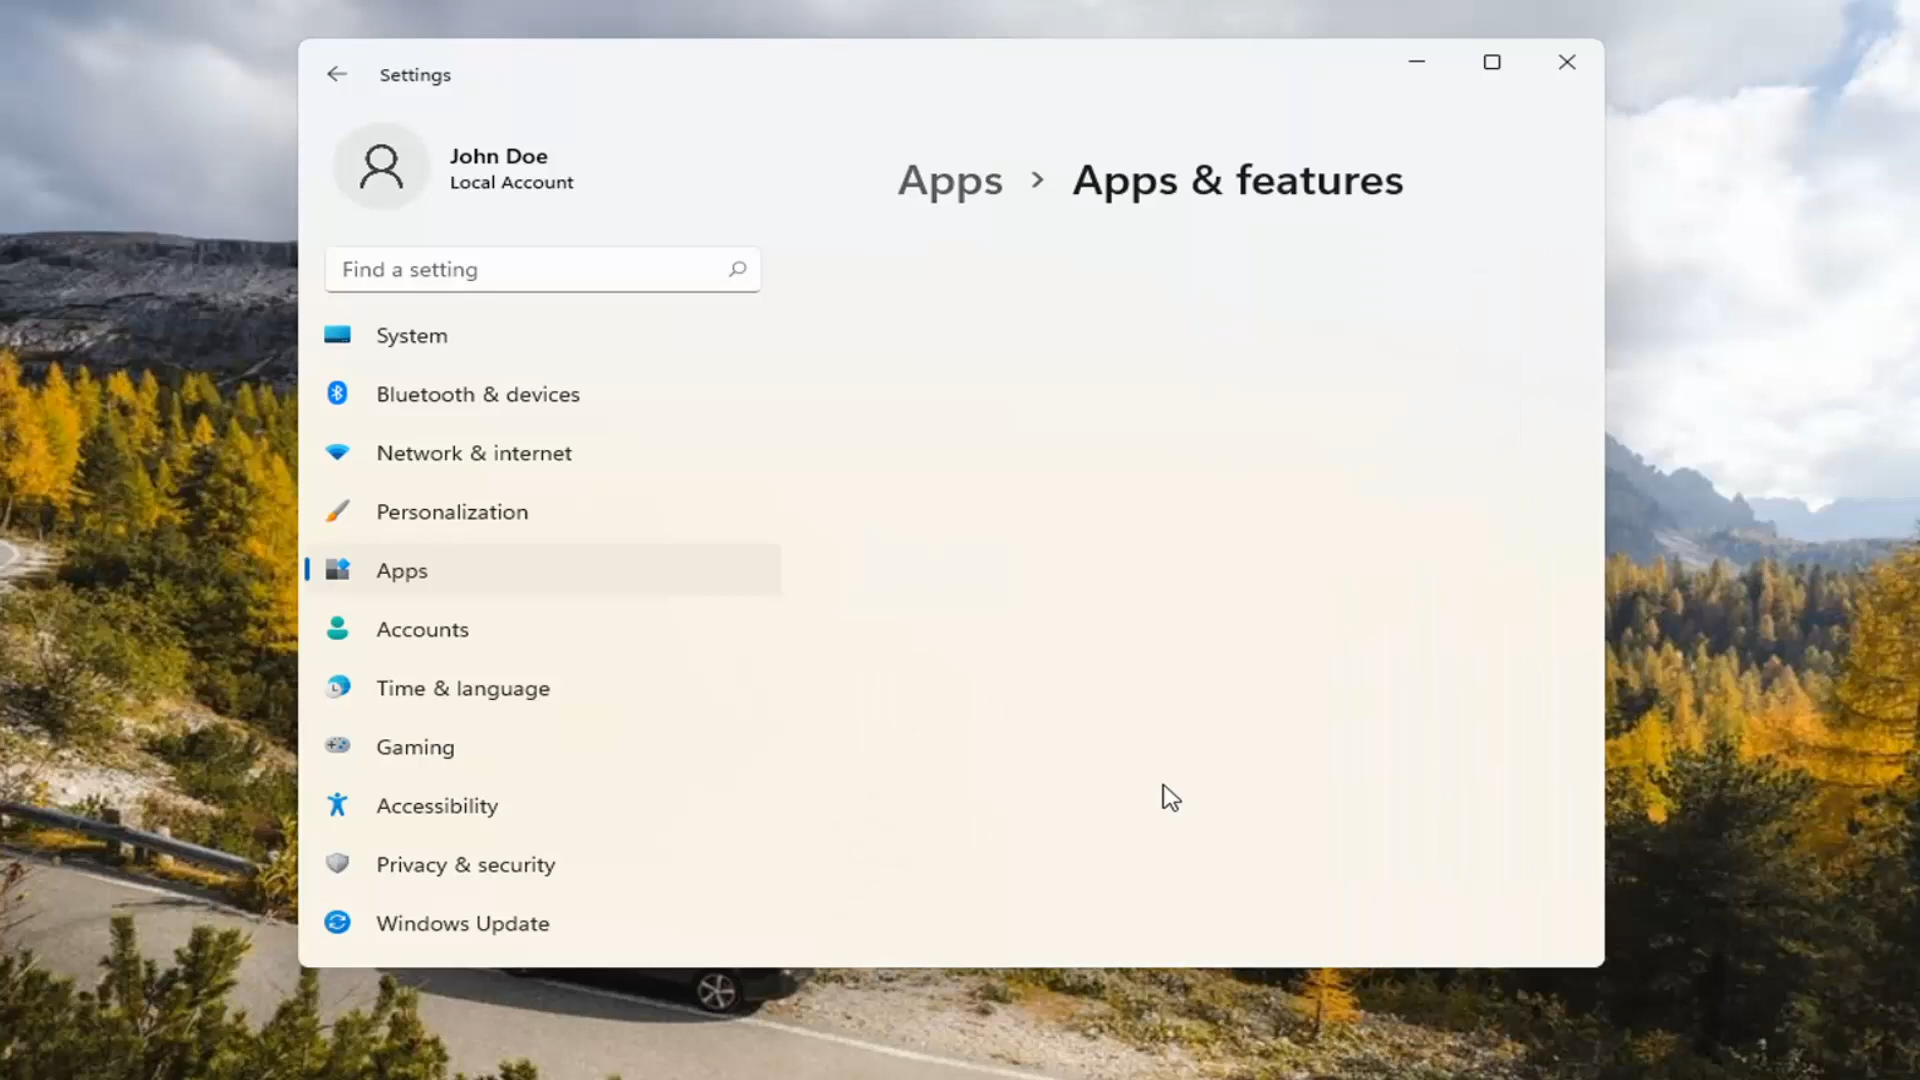 Settings
John Doe
Local Account
Apps > Apps & features
Find a setting
System
Bluetooth & devices
Network & internet
Personalization
Apps
Accounts
Time & language
Gaming
Accessibility
Privacy & security
Windows Update